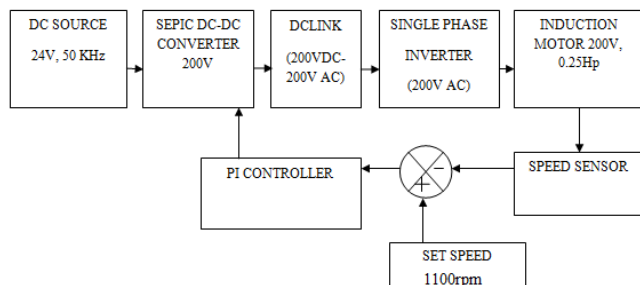 DC SOURCE
24V, 50 KHz
SEPIC DC-DC
CONVERTER
200V
DCLINK
(200VDC-
200V AC)
SINGLE PHASE
INVERTER
(200V AC)
INDUCTION
MOTOR 200V,
0.25Hp
PI CONTROLLER
-
+
SPEED SENSOR
SET SPEED
1100rpm